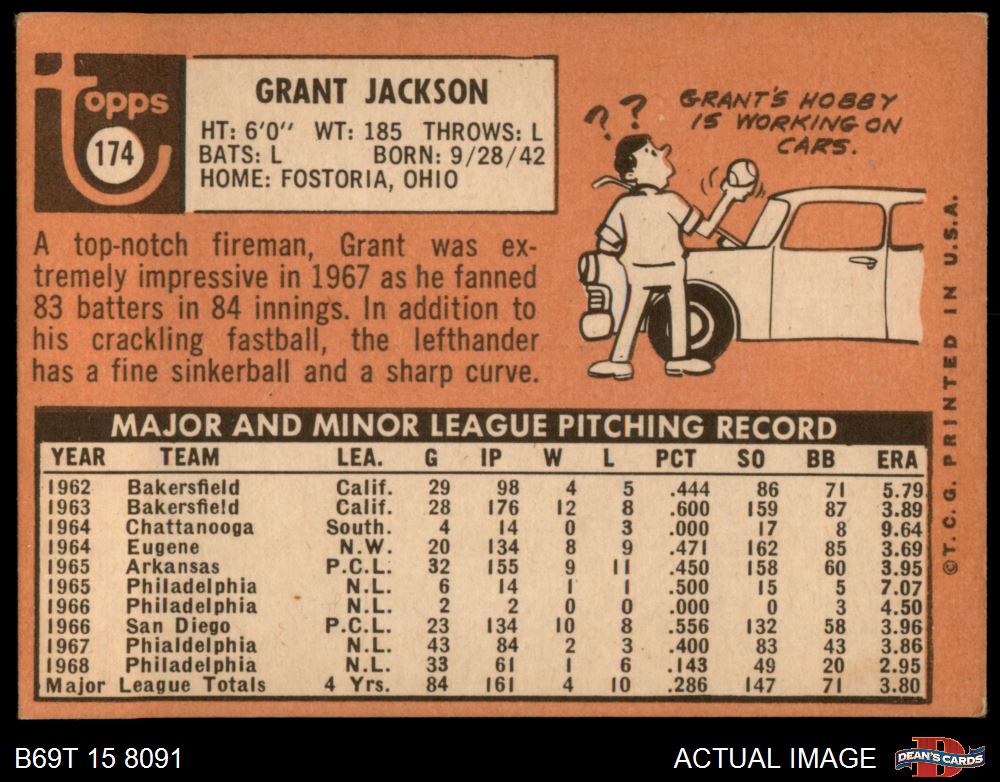 Topps
174
GRANT JACKSON
HT: 6'0" WT: 185 THROWS: L
BATS: L BORN: 9/28/42
HOME: FOSTORIA, OHIO
? ?
GRANT'S HOBBY
IS WORKING ON
CARS.
A top-notch fireman, Grant was ex-
tremely impressive in 1967 as he fanned
83 batters in 84 innings. In addition to
his crackling fastball, the lefthander
has a fine sinkerball and a sharp curve.
MAJOR AND MINOR LEAGUE PITCHING RECORD
YEAR TEAM LEA. G IP W L PCT SO BB ERA
1962 Bakersfield Calif. 29 98 4 5 .444 86 71 5.79
1963 Bakersfield Calif. 28 176 12 8 .600 159 87 3.89
1964 Chattanooga South. 4 14 0 3 .000 17 8 9.64
1964 Eugene N.W. 20 134 8 9 .471 162 85 3.69
1965 Arkansas P.C.L. 32 155 9 11 .450 158 60 3.95
1965 Philadelphia N.L. 6 14 1 1 .500 15 5 7.07
1966 Philadelphia N.L. 2 2 0 0 .000 0 3 4.50
1966 San Diego P.C.L. 23 134 10 8 .556 132 58 3.96
1967 Phialdelphia N.L. 43 84 2 3 .400 83 43 3.86
1968 Philadelphia N.L. 33 61 1 6 .143 49 20 2.95
Major League Totals 4 Yrs. 84 161 4 10 .286 147 71 3.80
©T.C.G. PRINTED IN U.S.A.
B69T 15 8091
ACTUAL IMAGE
D
DEAN'S CARDS